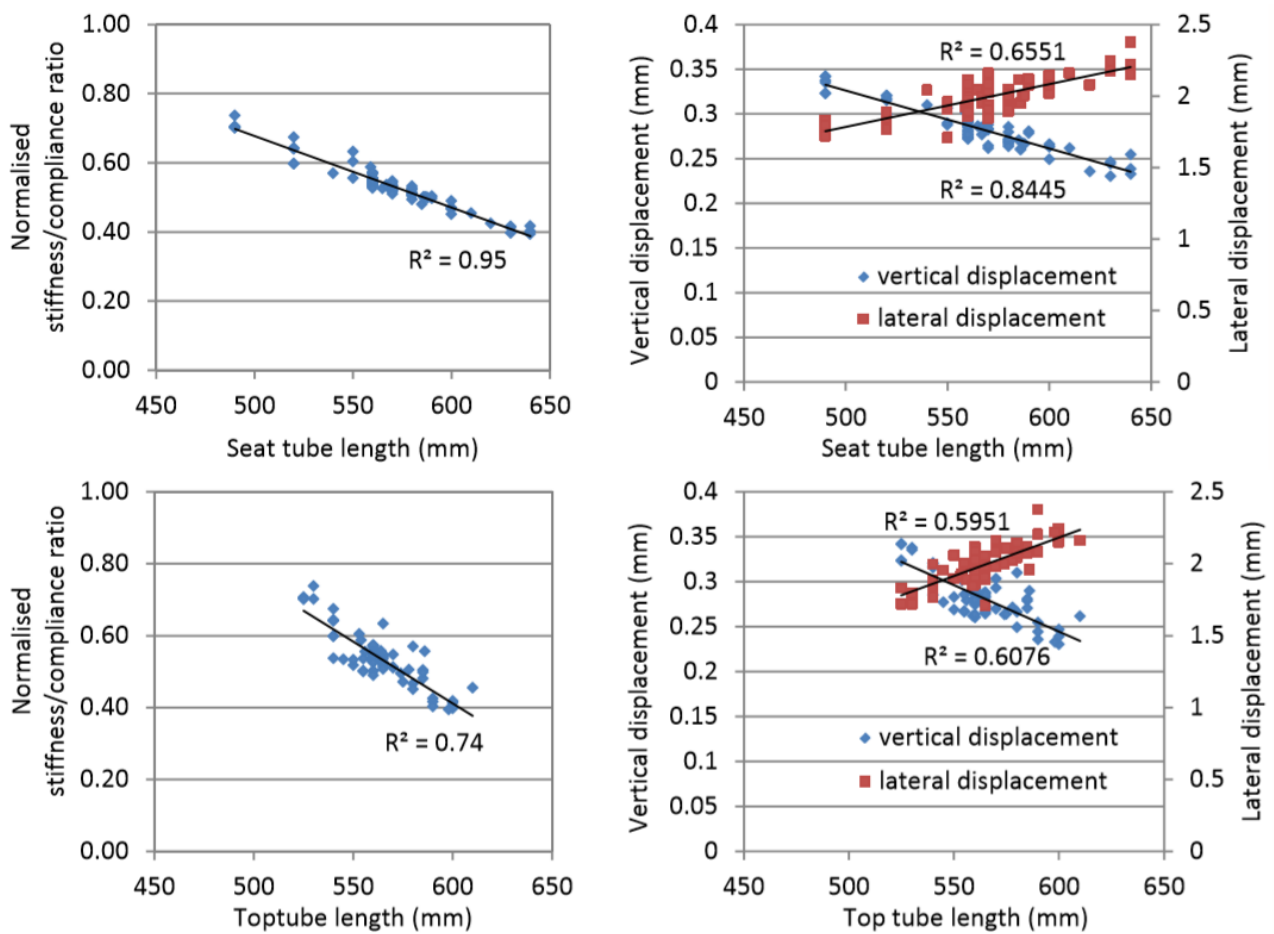 Normalised
stiffness/compliance ratio
1.00
0.80
0.60
0.40
0.20
0.00
R² = 0.95
450 500 550 600 650
Seat tube length (mm)
Vertical displacement (mm)
0.4
0.35
0.3
0.25
0.2
0.15
0.1
0.05
0
R² = 0.6551
R² = 0.8445
vertical displacement
lateral displacement
2.5
2
1.5
1
0.5
0
Lateral displacement (mm)
450 500 550 600 650
Seat tube length (mm)
Normalised
stiffness/compliance ratio
1.00
0.80
0.60
0.40
0.20
0.00
R² = 0.74
450 500 550 600 650
Toptube length (mm)
Vertical displacement (mm)
0.4
0.35
0.3
0.25
0.2
0.15
0.1
0.05
0
R² = 0.5951
R² = 0.6076
vertical displacement
lateral displacement
2.5
2
1.5
1
0.5
0
Lateral displacement (mm)
450 500 550 600 650
Top tube length (mm)